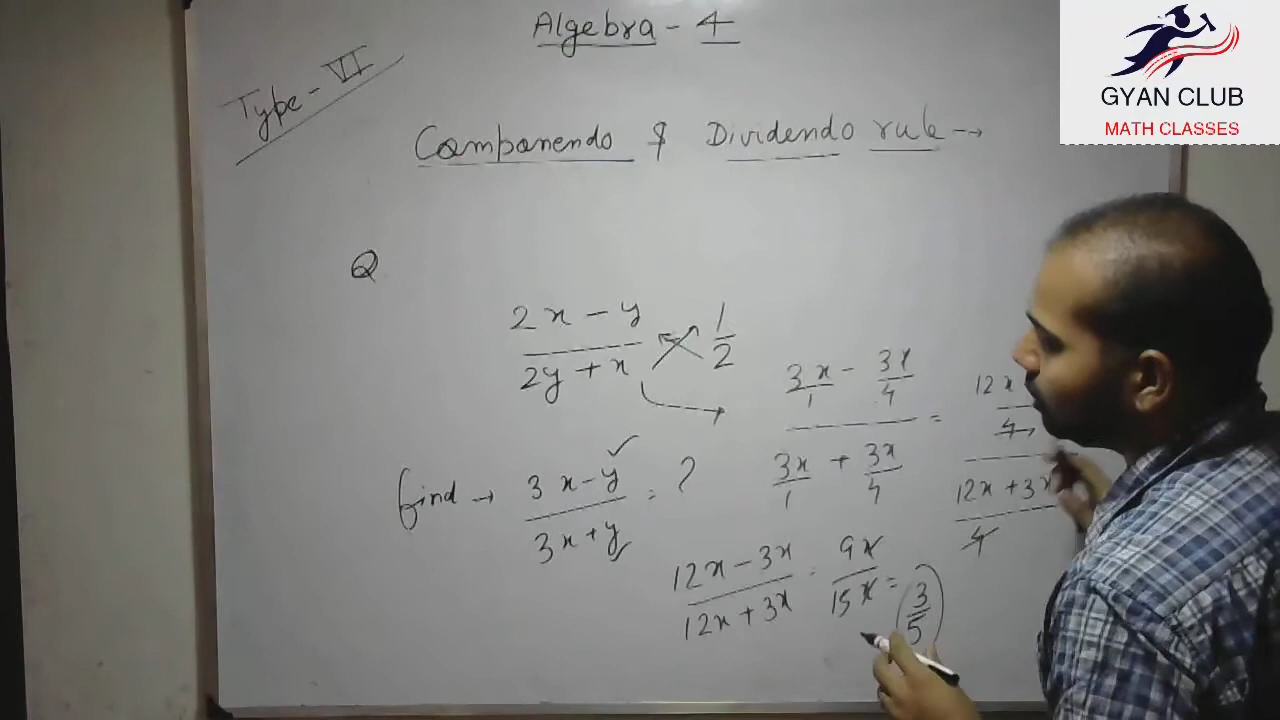 Algebra - 4
GYAN CLUB
MATH CLASSES
Type - VI
Componendo & Dividendo rule →
Q
2x - y / 2y + x 1/2
3x/1 - 3x/4 / 3x/1 + 3x/4 = 12x / 4 / 12x + 3x / 4
find → 3x - y / 3x + y = ?
12x - 3x / 12x + 3x = 9x / 15x = 3/5